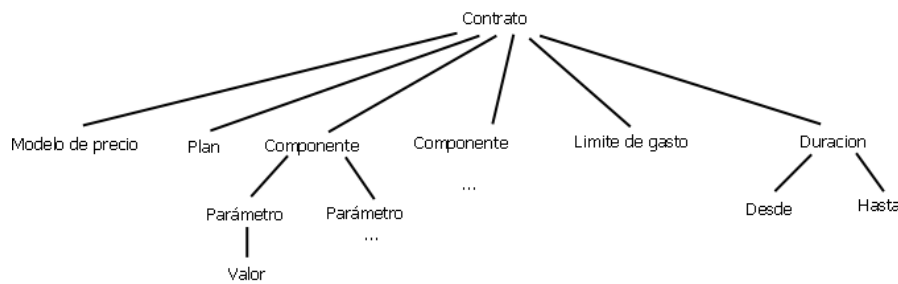 Contrato
Modelo de precio
Plan
Componente
Componente
Limite de gasto
Duracion
...
Parámetro
Parámetro
...
Desde
Hasta
Valor